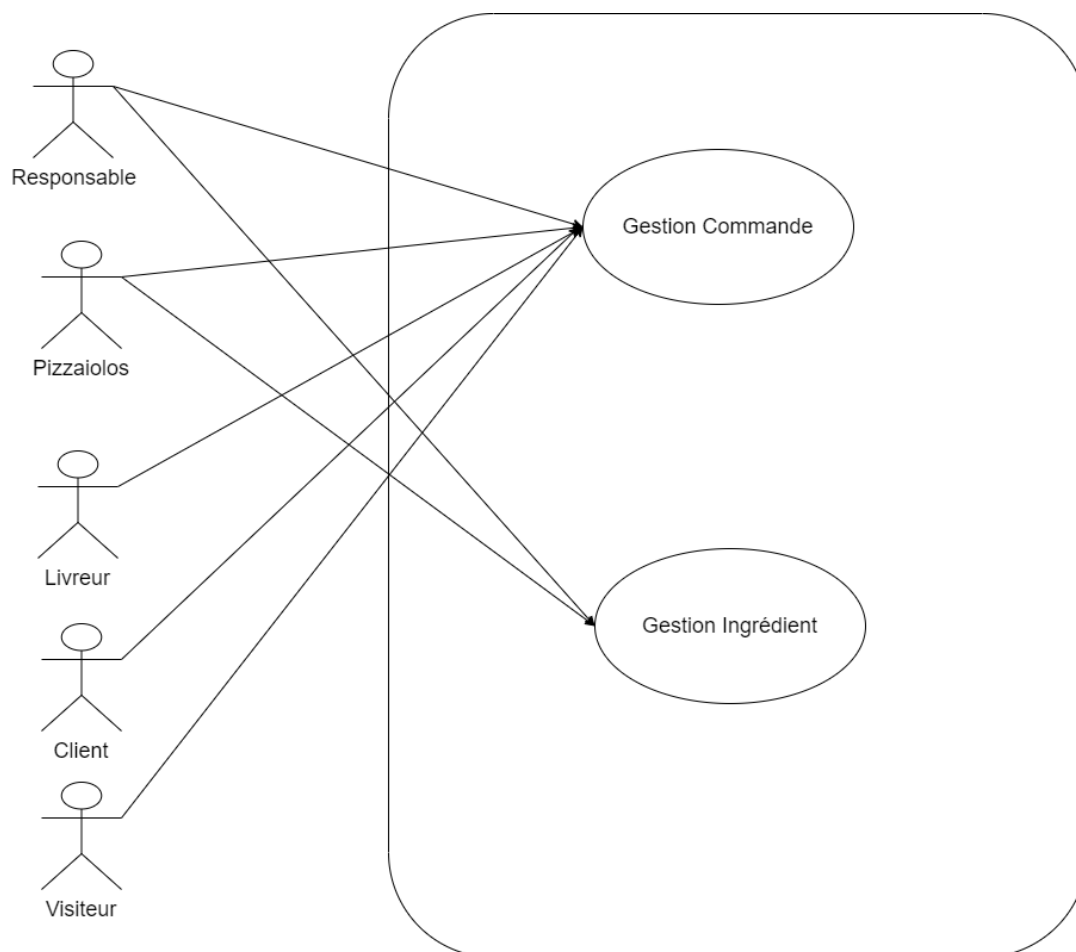 Responsable
Gestion Commande
Pizzaiolos
Livreur
Gestion Ingrédient
Client
Visiteur